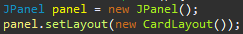 JPanel panel = new JPanel();
panel.setLayout(new CardLayout());